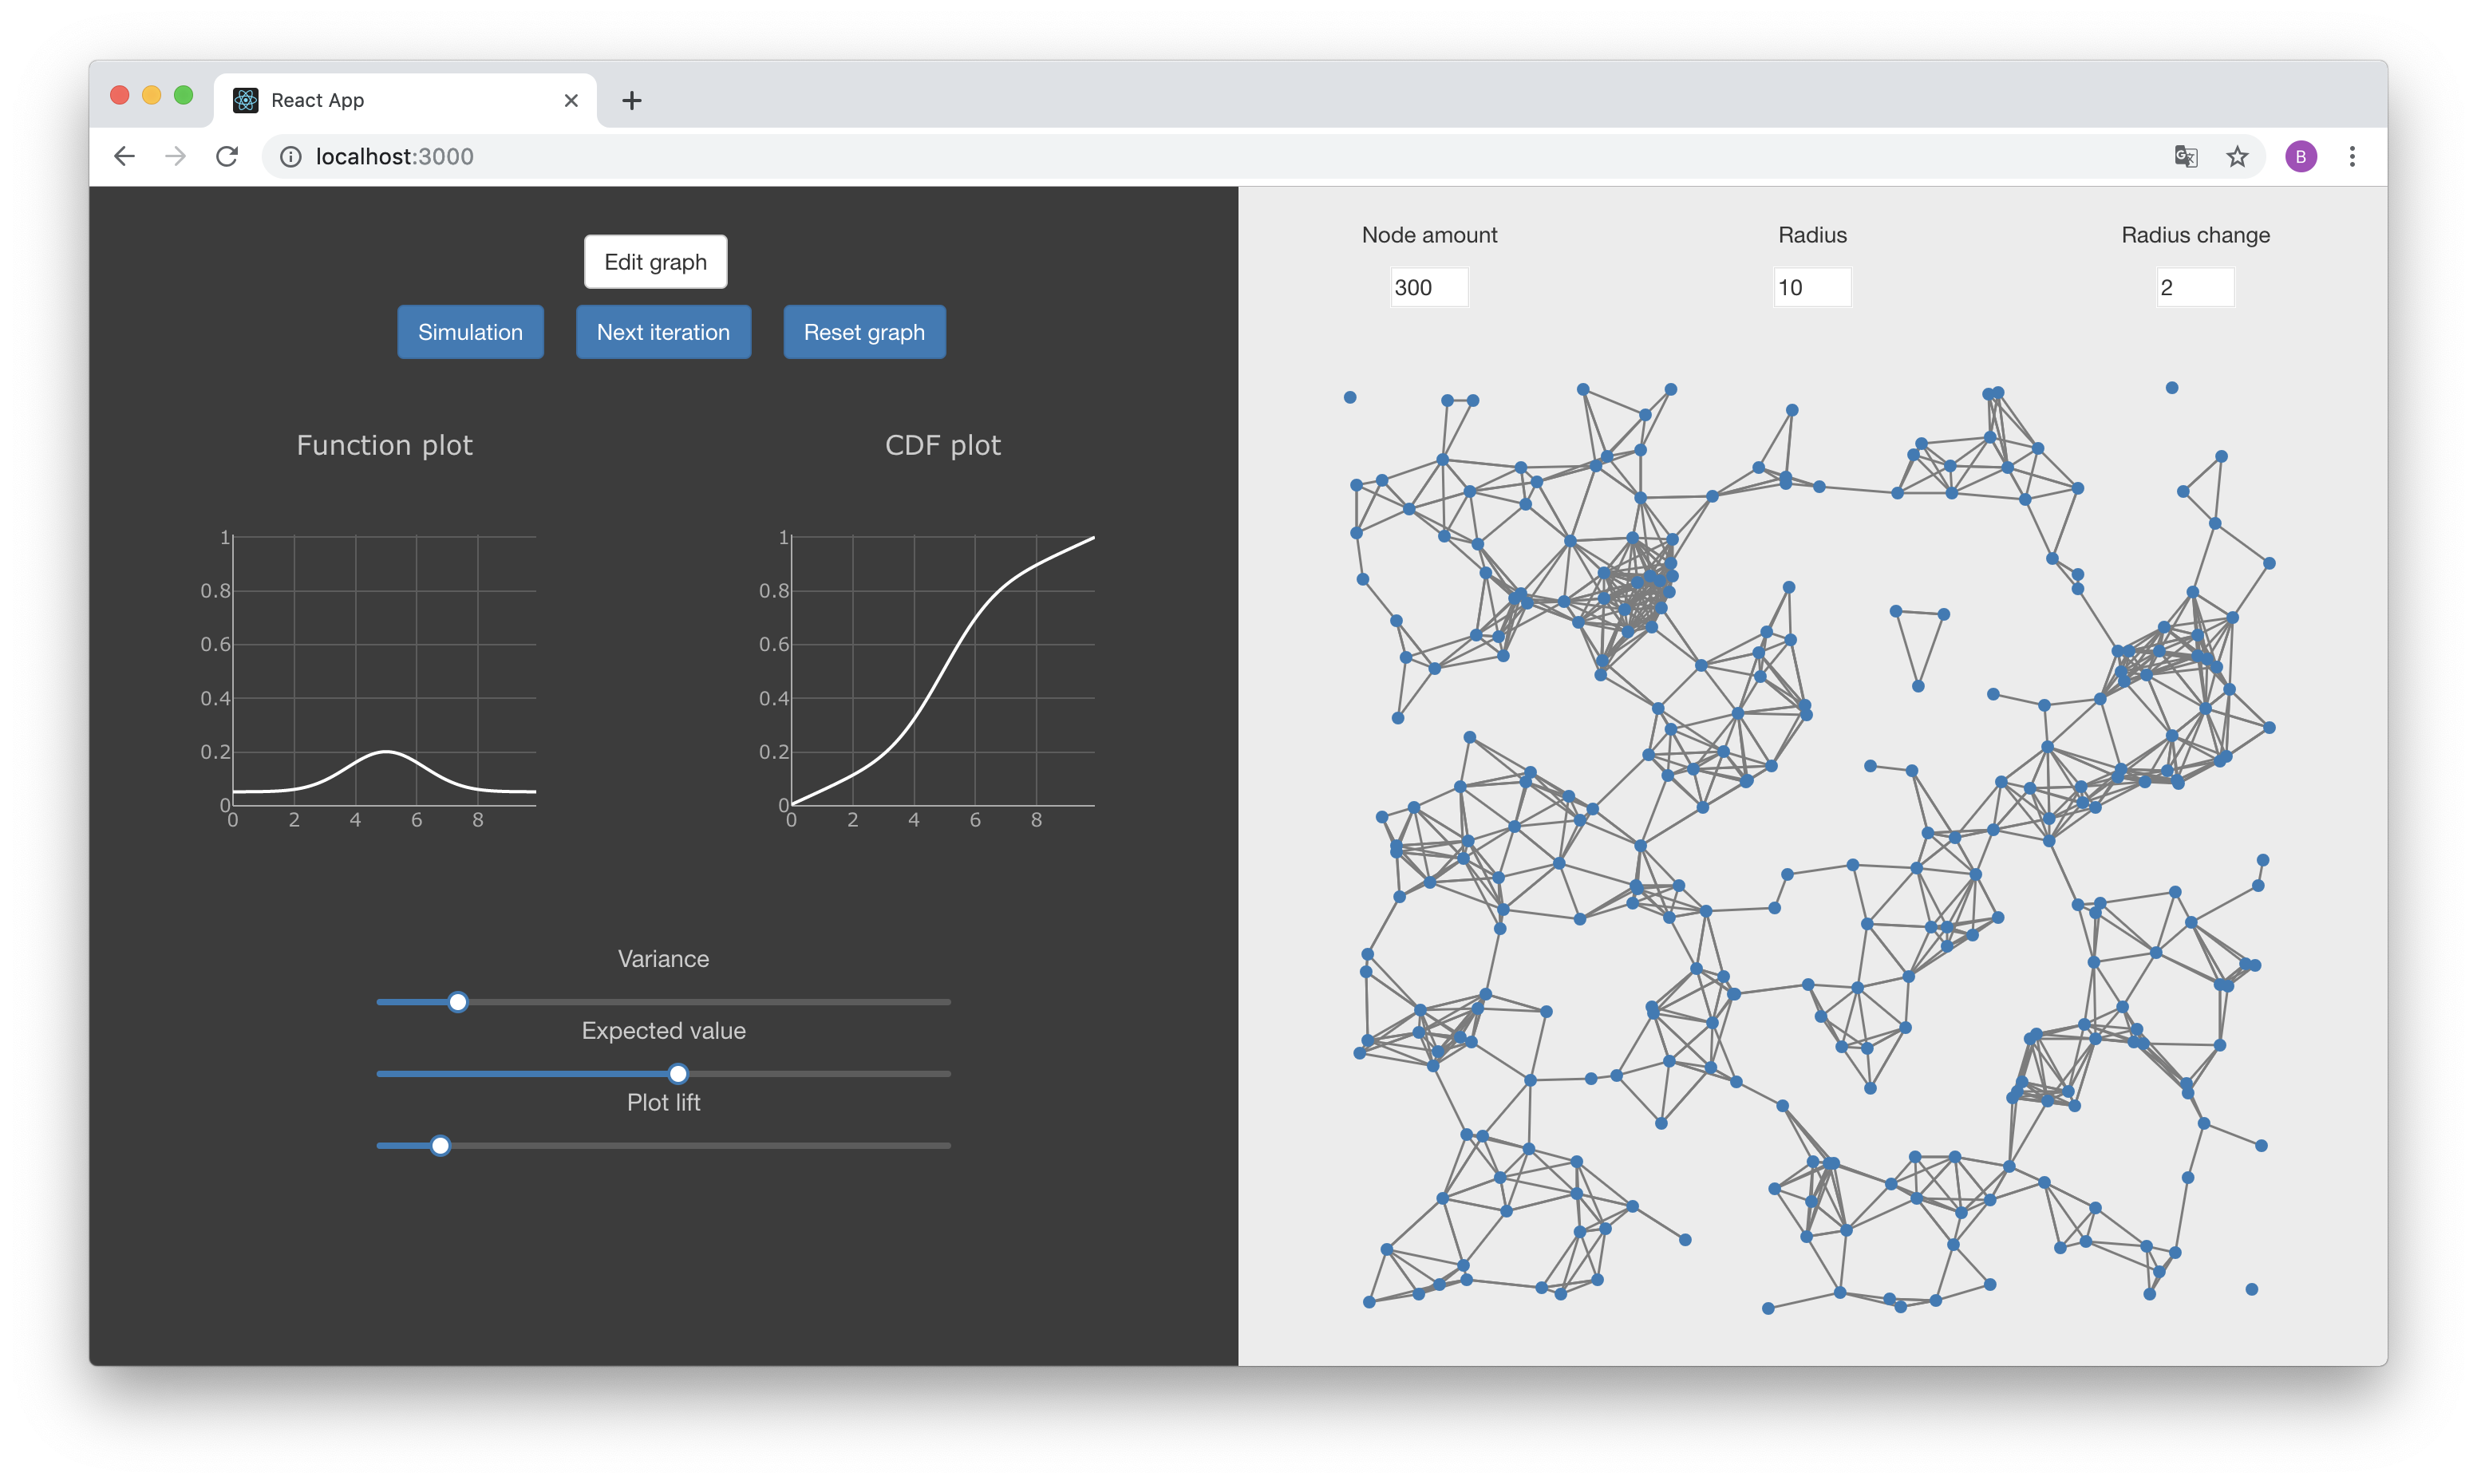 React App
localhost:3000
B
Edit graph
Simulation Next iteration Reset graph
Function plot
1
0.8
0.6
0.4
0.2
0
0 2 4 6 8
CDF plot
1
0.8
0.6
0.4
0.2
0
0 2 4 6 8
Variance
Expected value
Plot lift
Node amount Radius Radius change
300 10 2